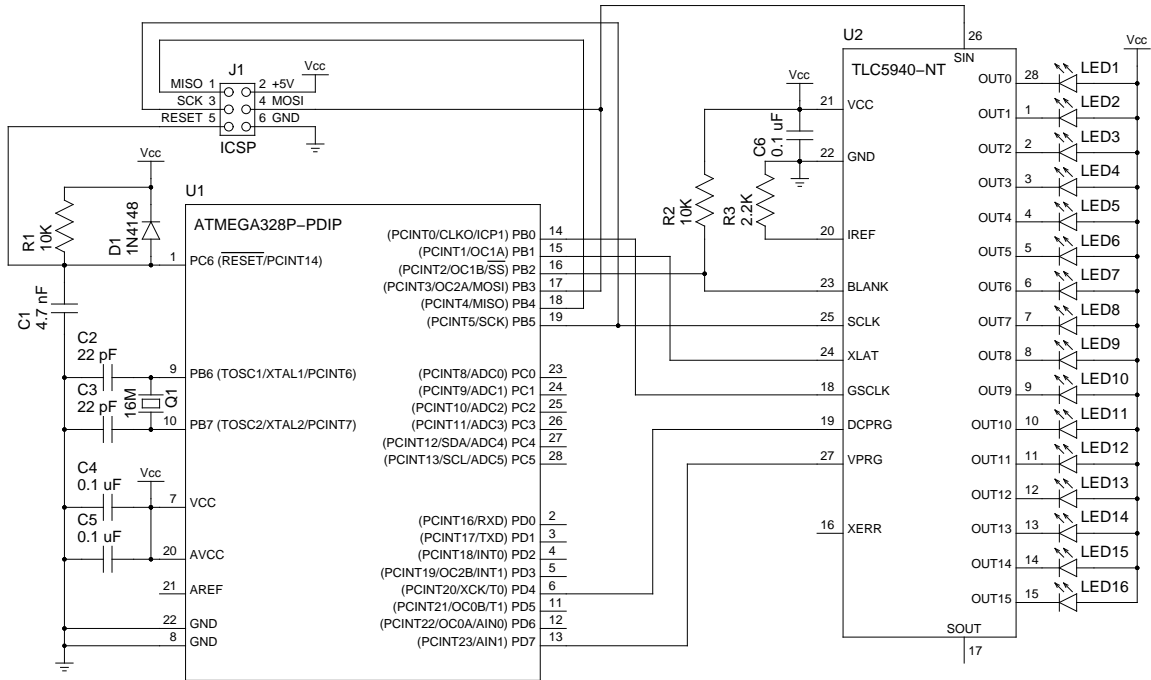 J1
MISO 1 2 +5V
SCK 3 4 MOSI
RESET 5 6 GND
ICSP
Vcc
Vcc
R1
10K
D1
1N4148
C1
4.7 nF
C2
22 pF
C3
22 pF
16M
Q1
C4
0.1 uF
C5
0.1 uF
Vcc
U1
ATMEGA328P-PDIP
1 PC6 (RESET/PCINT14)
9 PB6 (TOSC1/XTAL1/PCINT6)
10 PB7 (TOSC2/XTAL2/PCINT7)
7 VCC
20 AVCC
21 AREF
22 GND
8 GND
(PCINT0/CLKO/ICP1) PB0 14
(PCINT1/OC1A) PB1 15
(PCINT2/OC1B/SS) PB2 16
(PCINT3/OC2A/MOSI) PB3 17
(PCINT4/MISO) PB4 18
(PCINT5/SCK) PB5 19
(PCINT8/ADC0) PC0 23
(PCINT9/ADC1) PC1 24
(PCINT10/ADC2) PC2 25
(PCINT11/ADC3) PC3 26
(PCINT12/SDA/ADC4) PC4 27
(PCINT13/SCL/ADC5) PC5 28
(PCINT16/RXD) PD0 2
(PCINT17/TXD) PD1 3
(PCINT18/INT0) PD2 4
(PCINT19/OC2B/INT1) PD3 5
(PCINT20/XCK/T0) PD4 6
(PCINT21/OC0B/T1) PD5 11
(PCINT22/OC0A/AIN0) PD6 12
(PCINT23/AIN1) PD7 13
R2
10K
R3
2.2K
C6
0.1 uF
Vcc
U2
TLC5940-NT
26
SIN
21 VCC
22 GND
20 IREF
23 BLANK
25 SCLK
24 XLAT
18 GSCLK
19 DCPRG
27 VPRG
16 XERR
SOUT
17
Vcc
OUT0 28 LED1
OUT1 1 LED2
OUT2 2 LED3
OUT3 3 LED4
OUT4 4 LED5
OUT5 5 LED6
OUT6 6 LED7
OUT7 7 LED8
OUT8 8 LED9
OUT9 9 LED10
OUT10 10 LED11
OUT11 11 LED12
OUT12 12 LED13
OUT13 13 LED14
OUT14 14 LED15
OUT15 15 LED16